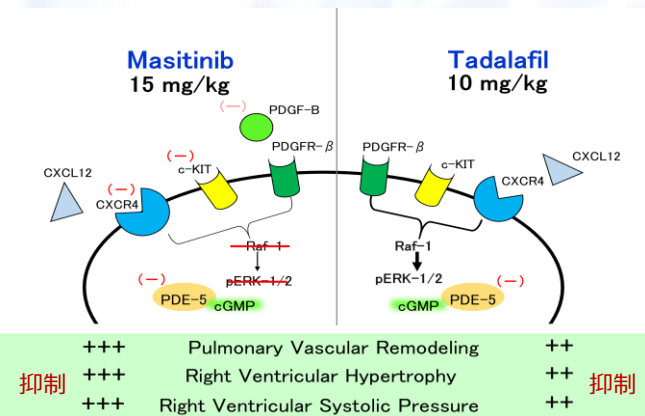 Masitinib
15 mg/kg
Tadalafil
10 mg/kg
(−)
PDGF-B
PDGFR-β
(−)
c-KIT
CXCL12
(−)
CXCR4
Raf-1
pERK-1/2
(−)
PDE-5
cGMP
PDGFR-β
c-KIT
CXCL12
CXCR4
Raf-1
pERK-1/2
(−)
cGMP
PDE-5
+++ Pulmonary Vascular Remodeling ++
抑制 +++ Right Ventricular Hypertrophy ++ 抑制
+++ Right Ventricular Systolic Pressure ++